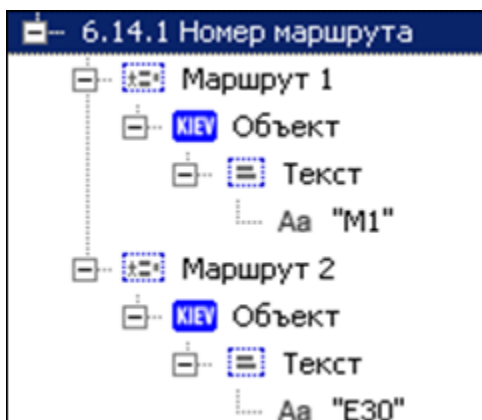 6.14.1 Номер маршрута
Маршрут 1
KIEV Объект
Текст
Aa "M1"
Маршрут 2
KIEV Объект
Текст
Aa "E30"